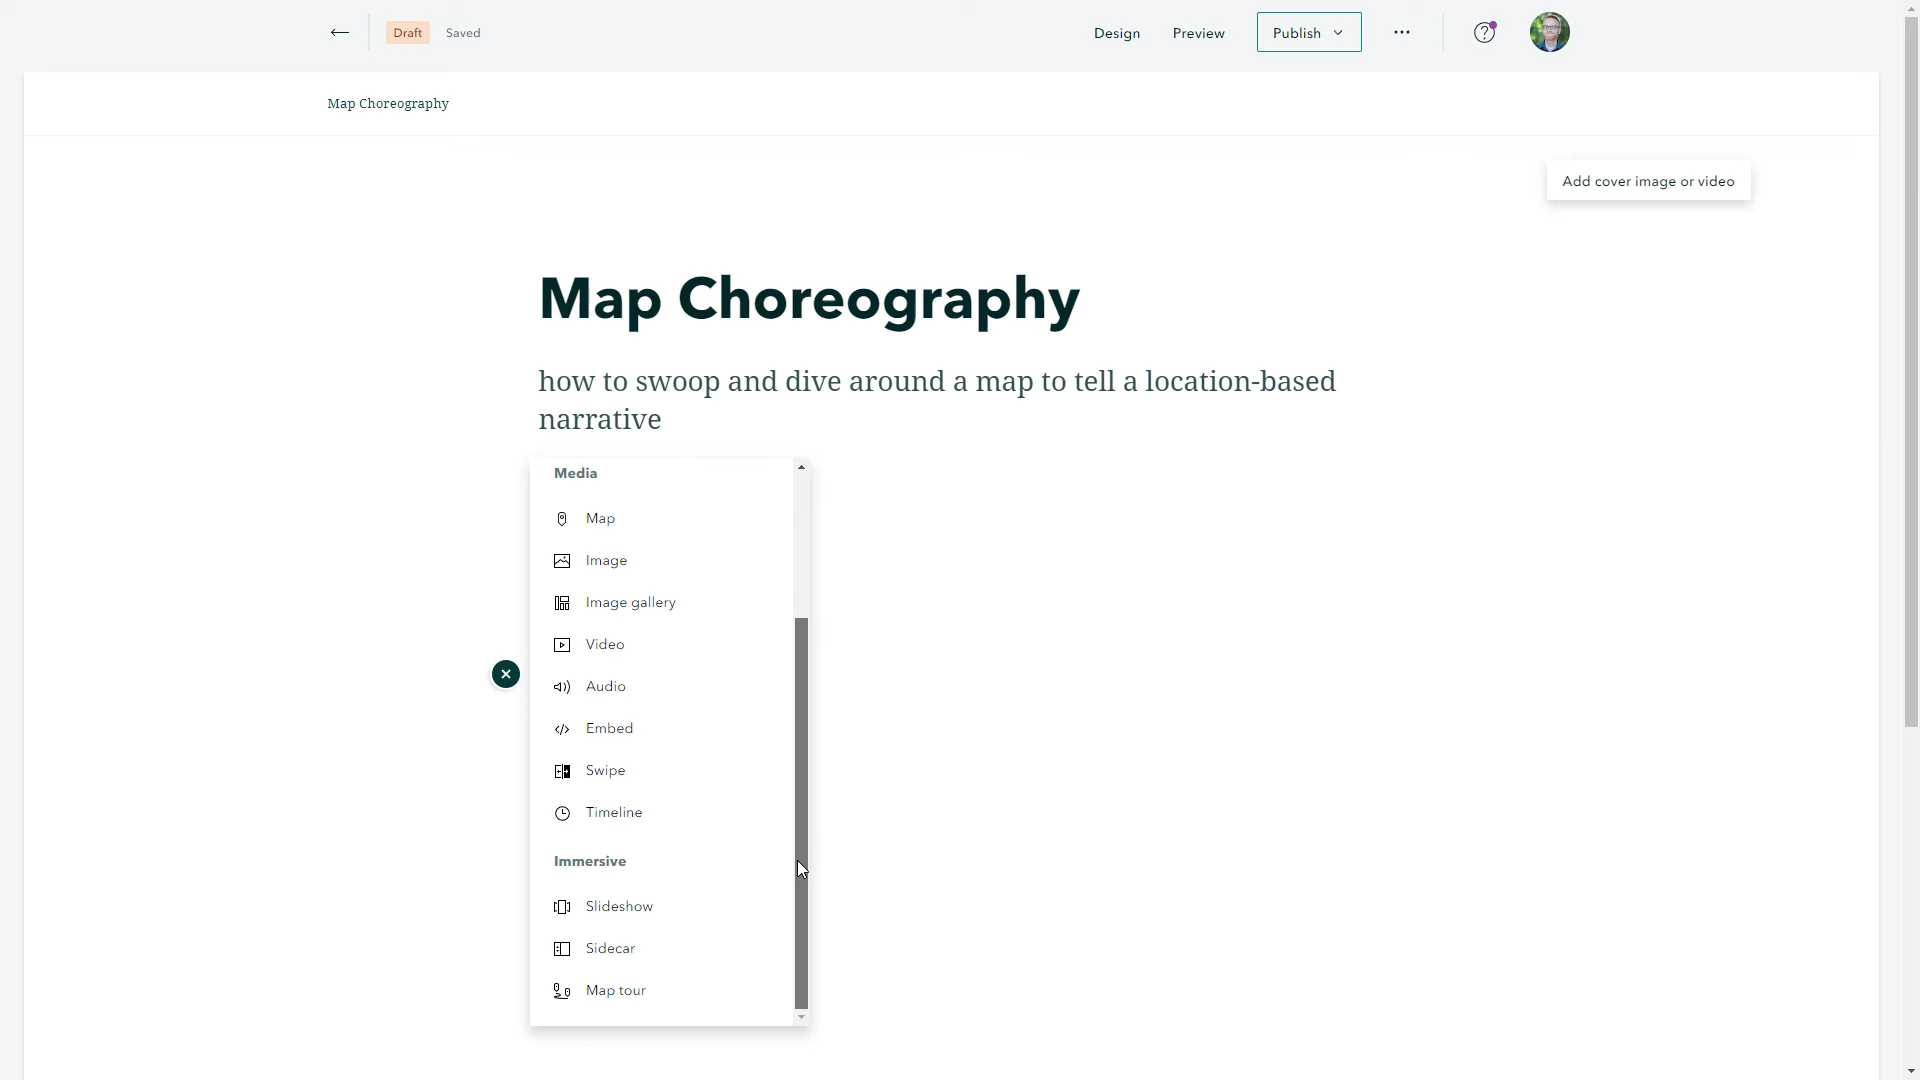 Draft
Saved
Design
Preview
Publish
Map Choreography
Add cover image or video
Map Choreography
how to swoop and dive around a map to tell a location-based
narrative
Media
Map
Image
Image gallery
Video
Audio
Embed
Swipe
Timeline
Immersive
Slideshow
Sidecar
Map tour